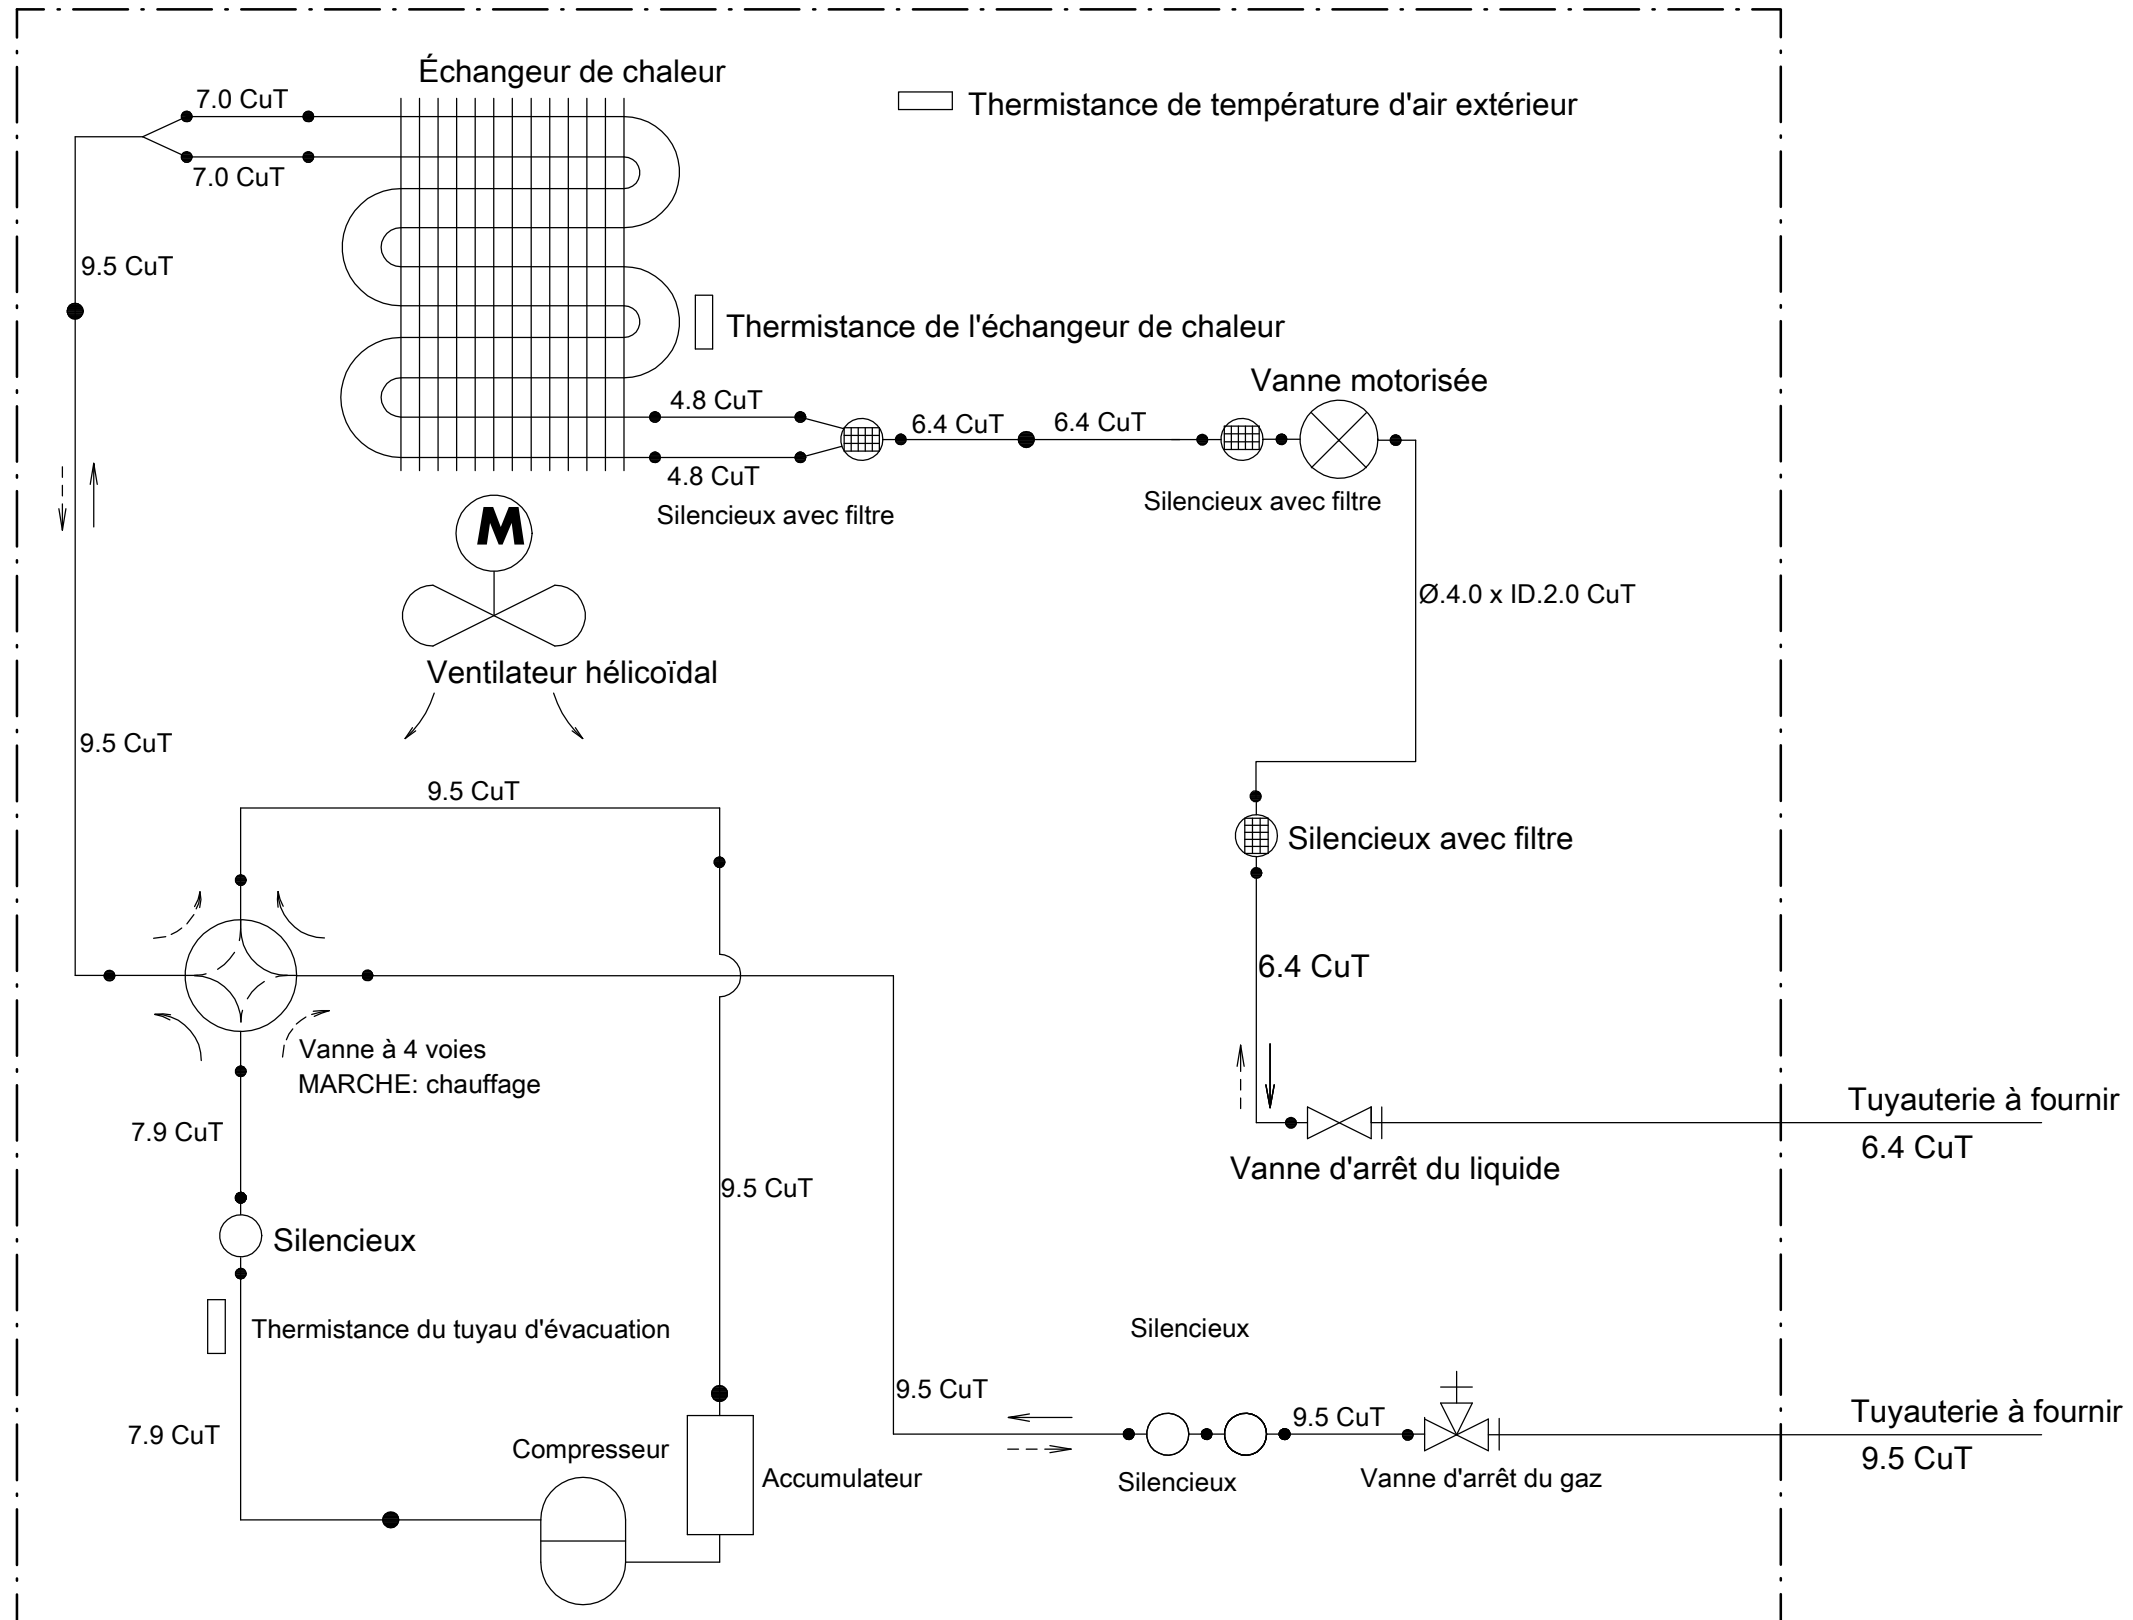 Échangeur de chaleur
7.0 CuT
Thermistance de température d'air extérieur
7.0 CuT
9.5 CuT
Thermistance de l'échangeur de chaleur
Vanne motorisée
4.8 CuT
6.4 CuT
6.4 CuT
4.8 CuT
Silencieux avec filtre
Silencieux avec filtre
M
Ø.4.0 x ID.2.0 CuT
Ventilateur hélicoïdal
9.5 CuT
9.5 CuT
Silencieux avec filtre
6.4 CuT
Vanne à 4 voies
MARCHE: chauffage
7.9 CuT
Tuyauterie à fournir
6.4 CuT
Vanne d'arrêt du liquide
9.5 CuT
Silencieux
Thermistance du tuyau d'évacuation
Silencieux
9.5 CuT
9.5 CuT
Tuyauterie à fournir
9.5 CuT
7.9 CuT
Compresseur
Accumulateur
Silencieux
Vanne d'arrêt du gaz